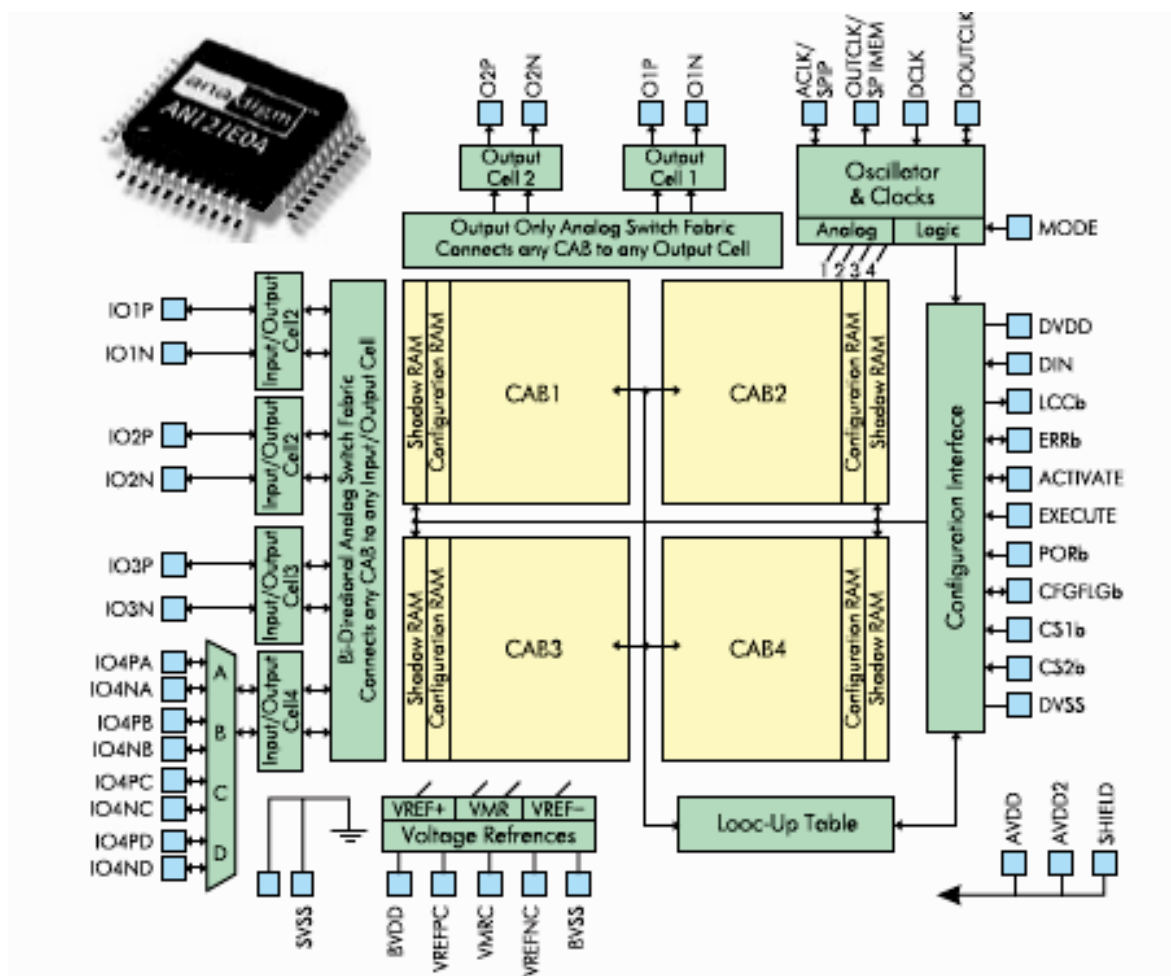 anadigm™
AN121E04
O2P
O2N
O1P
O1N
ACLK/
SPIP
OUTCLK/
SPIMEM
DCLK
DOUTCLK
Output
Cell 2
Output
Cell 1
Oscillator
& Clocks
Analog
Logic
1 2 3 4
MODE
Output Only Analog Switch Fabric
Connects any CAB to any Output Cell
IO1P
IO1N
IO2P
IO2N
IO3P
IO3N
IO4PA
IO4NA
IO4PB
IO4NB
IO4PC
IO4NC
IO4PD
IO4ND
A
B
C
D
Input/Output
Cell2
Input/Output
Cell2
Input/Output
Cell3
Input/Output
Cell4
Bi-Direcional Analog Switch Fabric
Connects any CAB to any Input/Output Cell
Shadow RAM
Configuration RAM
CAB1
CAB2
Configuration RAM
Shadow RAM
Shadow RAM
Configuration RAM
CAB3
CAB4
Configuration RAM
Shadow RAM
Configuration Interface
DVDD
DIN
LCCb
ERRb
ACTIVATE
EXECUTE
PORb
CFGFLGb
CS1b
CS2b
DVSS
VREF+
VMR
VREF−
Voltage Refrences
Looc-Up Table
SVSS
BVDD
VREFPC
VMRC
VREFNC
BVSS
AVDD
AVDD2
SHIELD